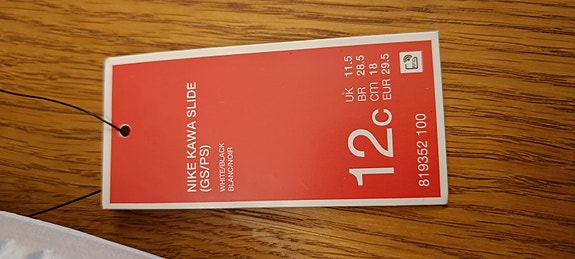 NIKE KAWA SLIDE
(GS/PS)
WHITE/BLACK
BLANC/NOIR
12C
UK 11.5
BR 28.5
cm 18
EUR 29.5
819352 100